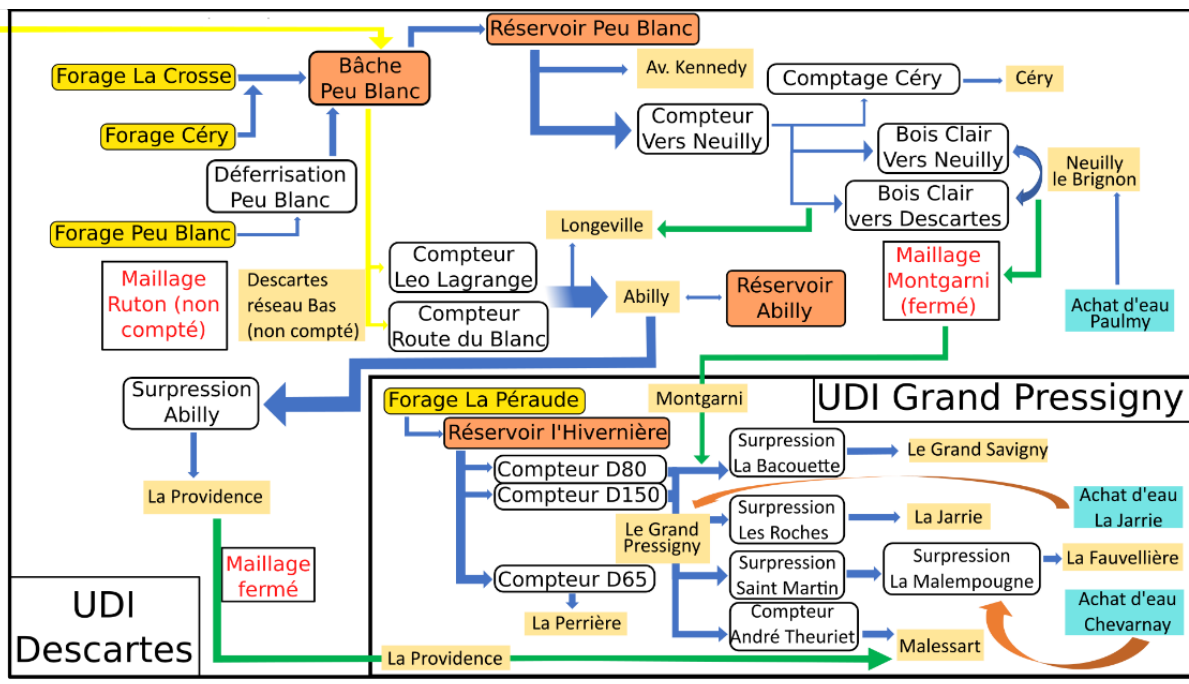 Réservoir Peu Blanc
Forage La Crosse
Bâche
Peu Blanc
Av. Kennedy
Comptage Céry
Céry
Forage Céry
Compteur
Vers Neuilly
Bois Clair
Vers Neuilly
Neuilly
le Brignon
Déferrisation
Peu Blanc
Bois Clair
vers Descartes
Forage Peu Blanc
Longeville
Maillage
Ruton (non
compté)
Descartes
réseau Bas
(non compté)
Compteur
Leo Lagrange
Compteur
Route du Blanc
Abilly
Réservoir
Abilly
Maillage
Montgarni
(fermé)
Achat d'eau
Paulmy
Surpression
Abilly
La Providence
Maillage
fermé
UDI
Descartes
UDI Grand Pressigny
Forage La Péraude
Montgarni
Réservoir l'Hivernière
Compteur D80
Compteur D150
Surpression
La Bacouette
Le Grand Savigny
Le Grand
Pressigny
Surpression
Les Roches
La Jarrie
Achat d'eau
La Jarrie
Compteur D65
La Perrière
Surpression
Saint Martin
Surpression
La Malempougne
La Fauvellière
Compteur
André Theuriet
Malessart
Achat d'eau
Chevarnay
La Providence